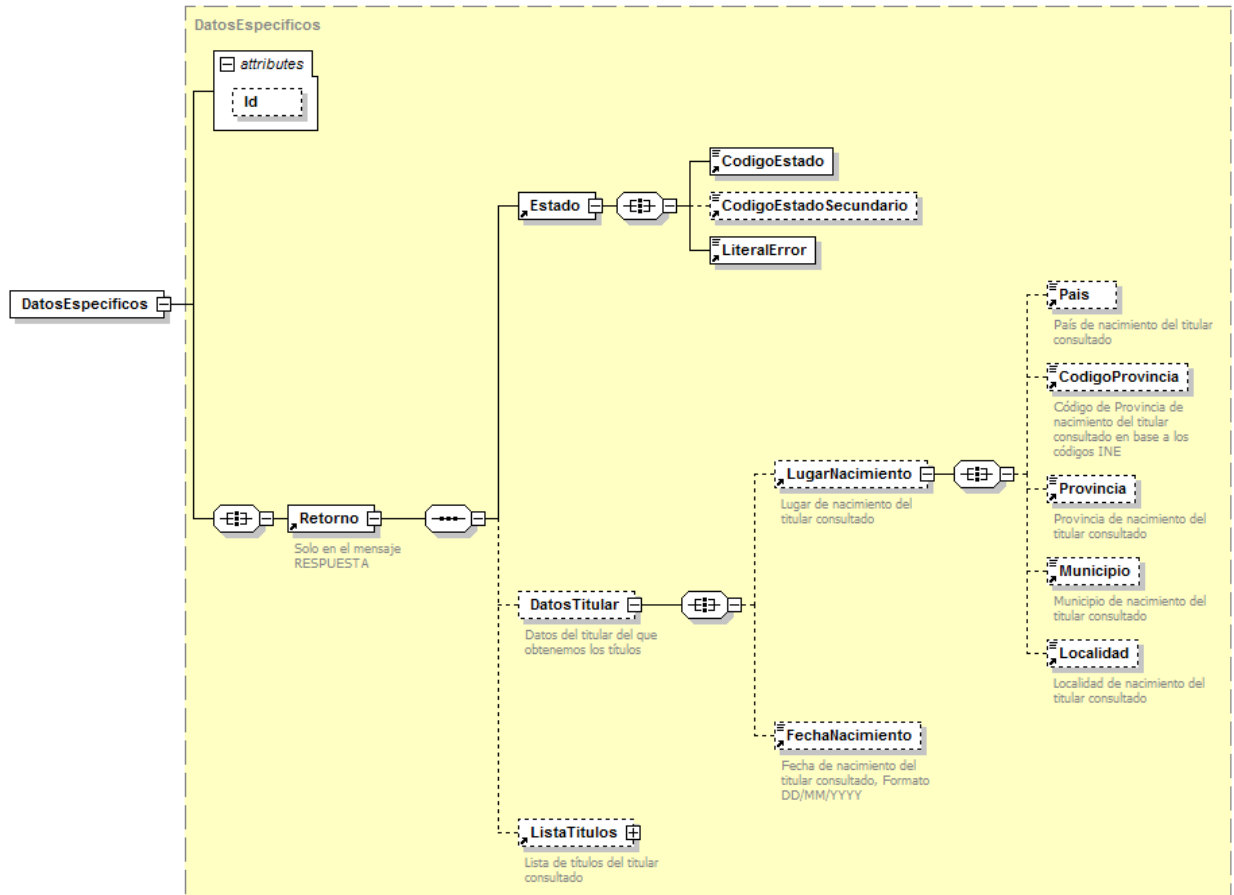 DatosEspecificos
attributes
Id
CodigoEstado
Estado
CodigoEstadoSecundario
LiteralError
DatosEspecificos
Pais
País de nacimiento del titular
consultado
CodigoProvincia
Código de Provincia de
nacimiento del titular
consultado en base a los
códigos INE
LugarNacimiento
Lugar de nacimiento del
titular consultado
Provincia
Provincia de nacimiento del
titular consultado
Retorno
Solo en el mensaje
RESPUESTA
Municipio
Municipio de nacimiento del
titular consultado
DatosTitular
Datos del titular del que
obtenemos los títulos
Localidad
Localidad de nacimiento del
titular consultado
FechaNacimiento
Fecha de nacimiento del
titular consultado, Formato
DD/MM/YYYY
ListaTitulos
Lista de títulos del titular
consultado